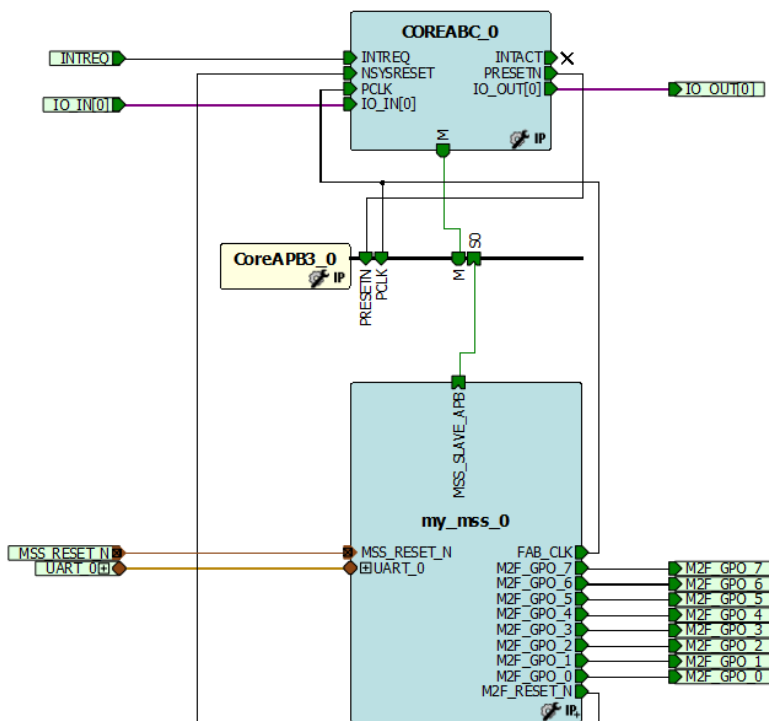 COREABC_0
INTREQ
INTREQ
INTACT
NSYSRESET
PRESETN
PCLK
IO_OUT[0]
IO_OUT[0]
IO_IN[0]
IO_IN[0]
M
IP
CoreAPB3_0
IP
PRESETN
PCLK
M
S0
MSS_SLAVE_APB
my_mss_0
MSS_RESET_N
MSS_RESET_N
FAB_CLK
UART_0
UART_0
M2F_GPO_7
M2F_GPO_7
M2F_GPO_6
M2F_GPO_6
M2F_GPO_5
M2F_GPO_5
M2F_GPO_4
M2F_GPO_4
M2F_GPO_3
M2F_GPO_3
M2F_GPO_2
M2F_GPO_2
M2F_GPO_1
M2F_GPO_1
M2F_GPO_0
M2F_GPO_0
M2F_RESET_N
IP+